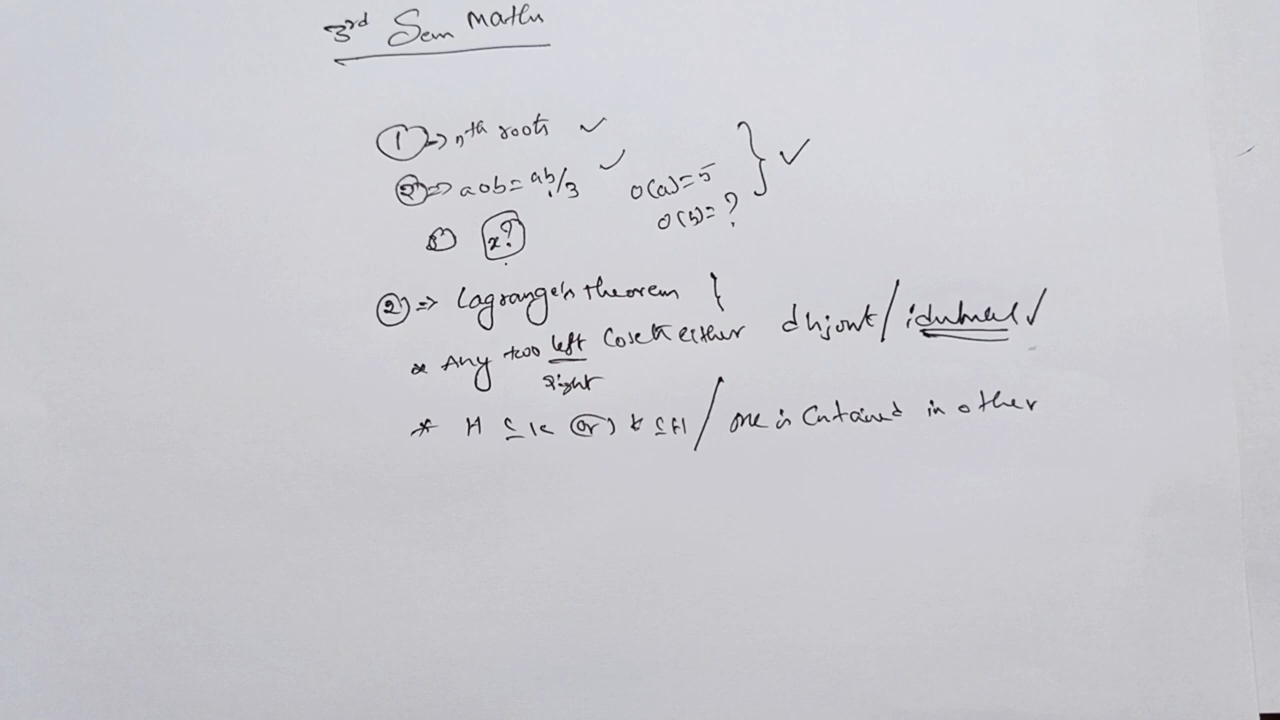 3rd Sem Maths
① => nth roots ✓
② => aob = ab/3 ✓ o(a)=5 } ✓
x? o(b)=?
② => Lagrange's theorem }
* Any two left Cosets either disjoint / identical ✓
right
* H ⊆ K (or) K ⊆ H / one is Contained in other